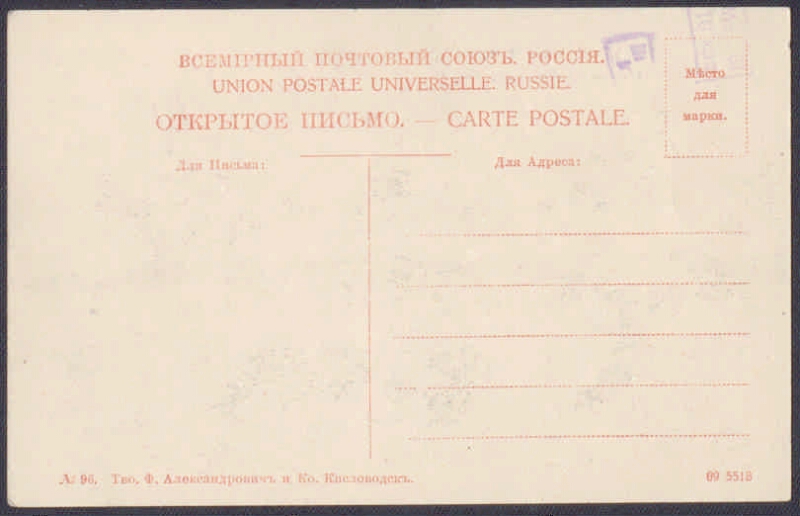 ВСЕМІРНЫЙ ПОЧТОВЫЙ СОЮЗЪ. РОССІЯ.
UNION POSTALE UNIVERSELLE. RUSSIE.
ОТКРЫТОЕ ПИСЬМО. — CARTE POSTALE.
Мѣсто
для
марки.
Для Письма:
Для Адреса:
№ 96. Тво. Ф. Александровичъ и Ко. Кисловодскъ.
09 5518